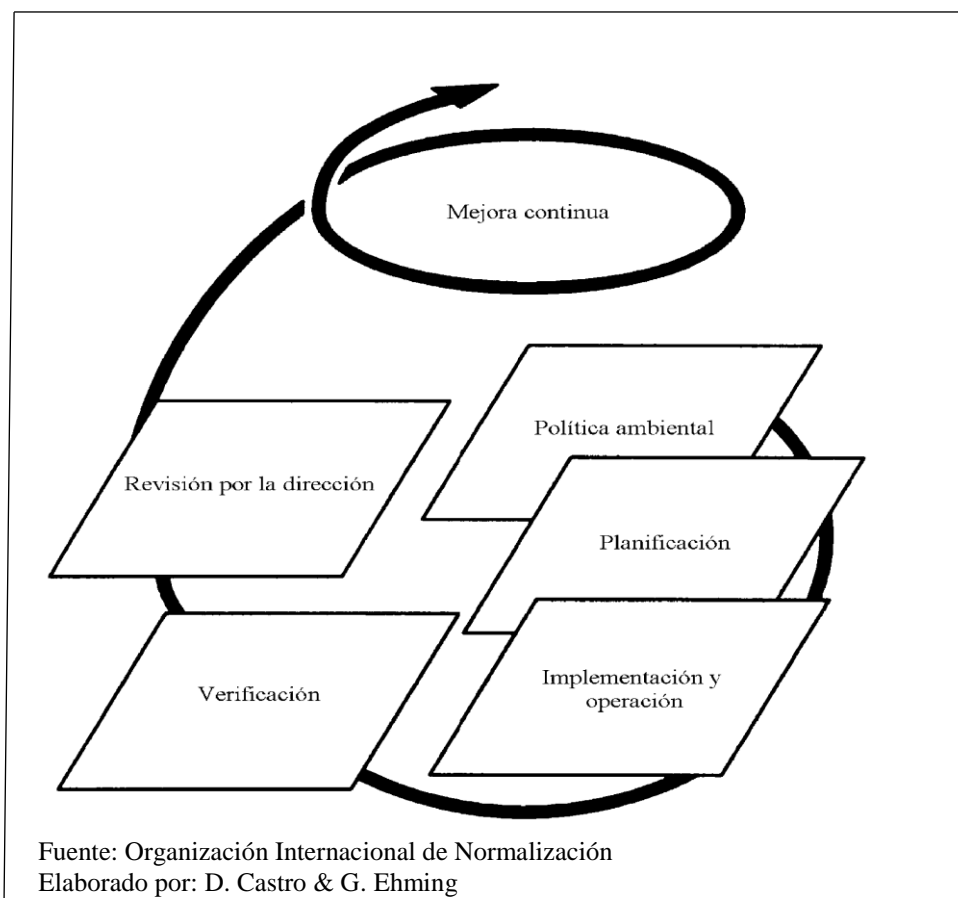 Mejora continua
Política ambiental
Revisión por la dirección
Planificación
Implementación y
operación
Verificación
Fuente: Organización Internacional de Normalización
Elaborado por: D. Castro & G. Ehming